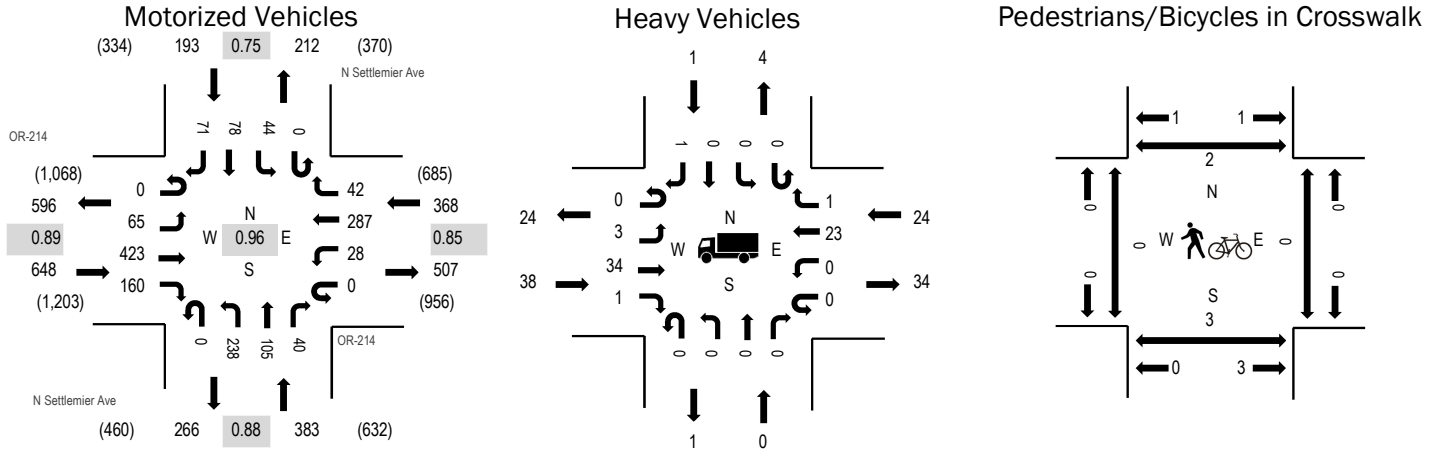 Motorized Vehicles
(334) 193 0.75 212 (370)
N Settlemier Ave
71 78 44 0
OR-214
(1,068) 0 42 (685)
596 65 287 368
0.89 W N 0.96 E S 0.85
648 423 28 507
(1,203) 160 0 (956)
0 238 105 40
OR-214
N Settlemier Ave
(460) 266 0.88 383 (632)
Heavy Vehicles
1 4
1 0 0 0
0 1
24 3 N 23 24
W E
38 34 S 0 34
1 0
0 0 0 0
1 0
Pedestrians/Bicycles in Crosswalk
1 1
2
0 N 0
0 W E 0
0 S 0
3
0 3